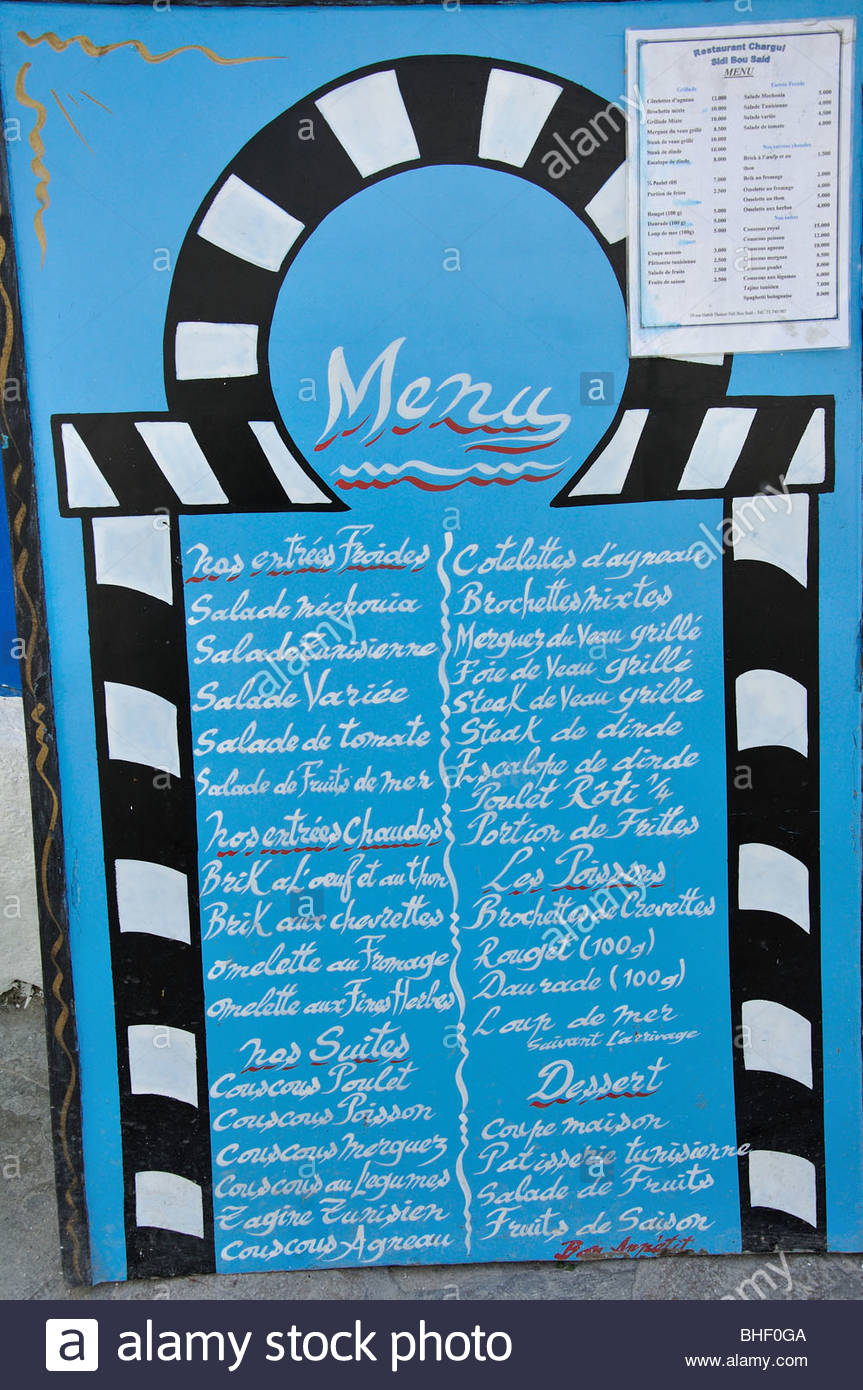 Menu
Nos entrées Froides
Salade méchouia
Salade Tunisienne
Salade Variée
Salade de tomate
Salade de Fruits de mer
Nos entrées Chaudes
Brik a L'oeuf et au thon
Brik aux chevrettes
Omelette au Fromage
Omelette aux Fines Herbes
Nos Suites
Couscous Poulet
Couscous Poisson
Couscous Merguez
Couscous au Legumes
Tagine Tunisien
Couscous Agneau
Cotelettes d'agneau
Brochettes mixtes
Merguez du Veau grillé
Foie de Veau grillé
Steak de Veau grille
Steak de dinde
Escalope de dinde
Poulet Rôti 1/4
Portion de Frittes
Les Poissons
Brochettes de Crevettes
Rouget (100g)
Daurade (100g)
Loup de mer
Suivant L'arrivage
Dessert
Coupe maison
Patisserie tunisienne
Salade de Fruits
Fruits de Saison
Bon Appétit
Restaurant Chargui
Sidi Bou Said
MENU
Grillade
Côtelettes d'agneau 12.000
Brochette mixte 10.000
Grillade Mixte 10.000
Merguez du veau grillé 8.500
Steak de veau grillé 10.000
Steak de dinde 10.000
Escalope de dinde 8.000
¼ Poulet rôti 7.000
Portion de frites 2.500
Rouget (100 g) 5.000
Daurade (100 g) 5.000
Loup de mer (100g) 5.000
Coupe maison 3.000
Pâtisserie tunisienne 2.500
Salade de fruits 2.500
Fruits de saison 2.500
Entrée Froide
Salade Mechouia 5.000
Salade Tunisienne 4.000
Salade variée 4.000
Salade de tomate 4.000
Nos entrées chaudes
Brick à l'œuf p et au thon 1.500
Brik au fromage 2.000
Omelette au fromage 4.000
Omelette au thon 5.000
Omelette aux herbes 4.000
Nos suites
Couscous royal 15.000
Couscous poisson 12.000
Couscous agneau 10.000
Couscous merguez 8.500
Couscous poulet 8.000
Couscous aux légumes 6.000
Tajine tunisien 7.000
Spaghetti bolognaise 8.000
alamy
a alamy stock photo
BHF0GA
www.alamy.com